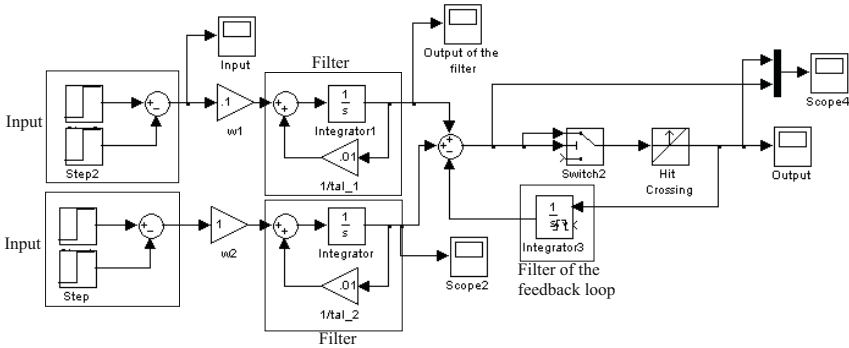 Input
Step2
+
−
Input
.1
w1
Filter
+
+
1
s
Integrator1
.01
1/tal_1
Output of the
filter
+
+
−
Switch2
Hit
Crossing
Scope4
Output
1
s
Integrator3
Filter of the
feedback loop
Input
Step
+
−
1
w2
+
+
1
s
Integrator
.01
1/tal_2
Filter
Scope2